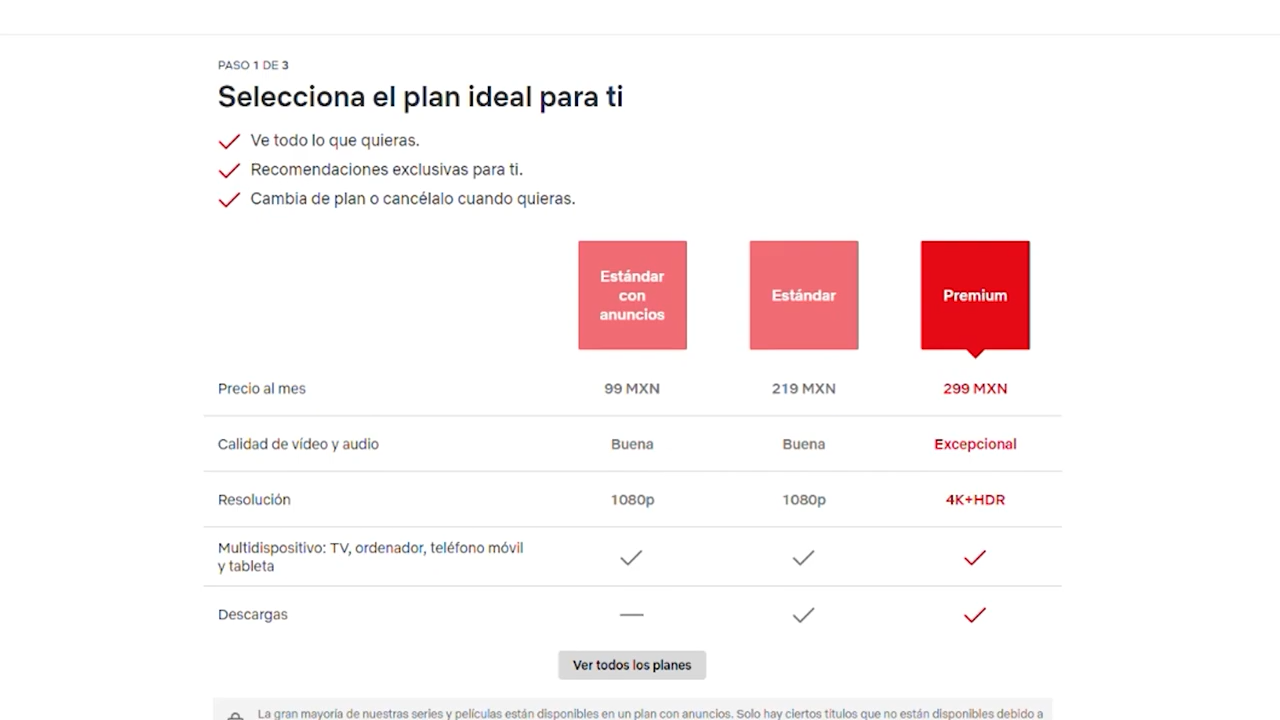 PASO 1 DE 3
Selecciona el plan ideal para ti
Ve todo lo que quieras.
Recomendaciones exclusivas para ti.
Cambia de plan o cancélalo cuando quieras.
Estándar
con
anuncios
Estándar
Premium
Precio al mes 99 MXN 219 MXN 299 MXN
Calidad de vídeo y audio Buena Buena Excepcional
Resolución 1080p 1080p 4K+HDR
Multidispositivo: TV, ordenador, teléfono móvil
y tableta
Descargas
Ver todos los planes
La gran mayoría de nuestras series y películas están disponibles en un plan con anuncios. Solo hay ciertos títulos que no están disponibles debido a